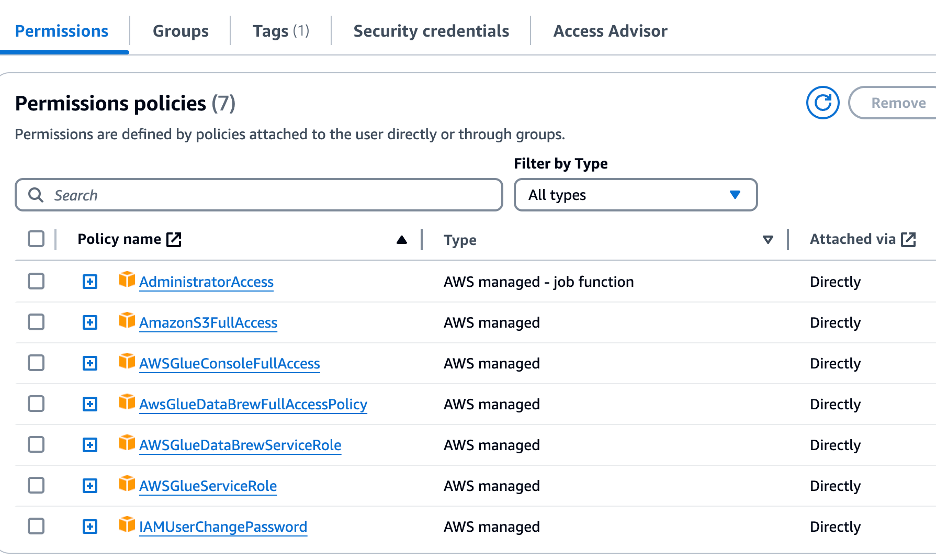 Permissions Groups Tags (1) Security credentials Access Advisor
Permissions policies (7)
Remove
Permissions are defined by policies attached to the user directly or through groups.
Filter by Type
Search
All types
Policy name Type Attached via
AdministratorAccess AWS managed - job function Directly
AmazonS3FullAccess AWS managed Directly
AWSGlueConsoleFullAccess AWS managed Directly
AwsGlueDataBrewFullAccessPolicy AWS managed Directly
AWSGlueDataBrewServiceRole AWS managed Directly
AWSGlueServiceRole AWS managed Directly
IAMUserChangePassword AWS managed Directly